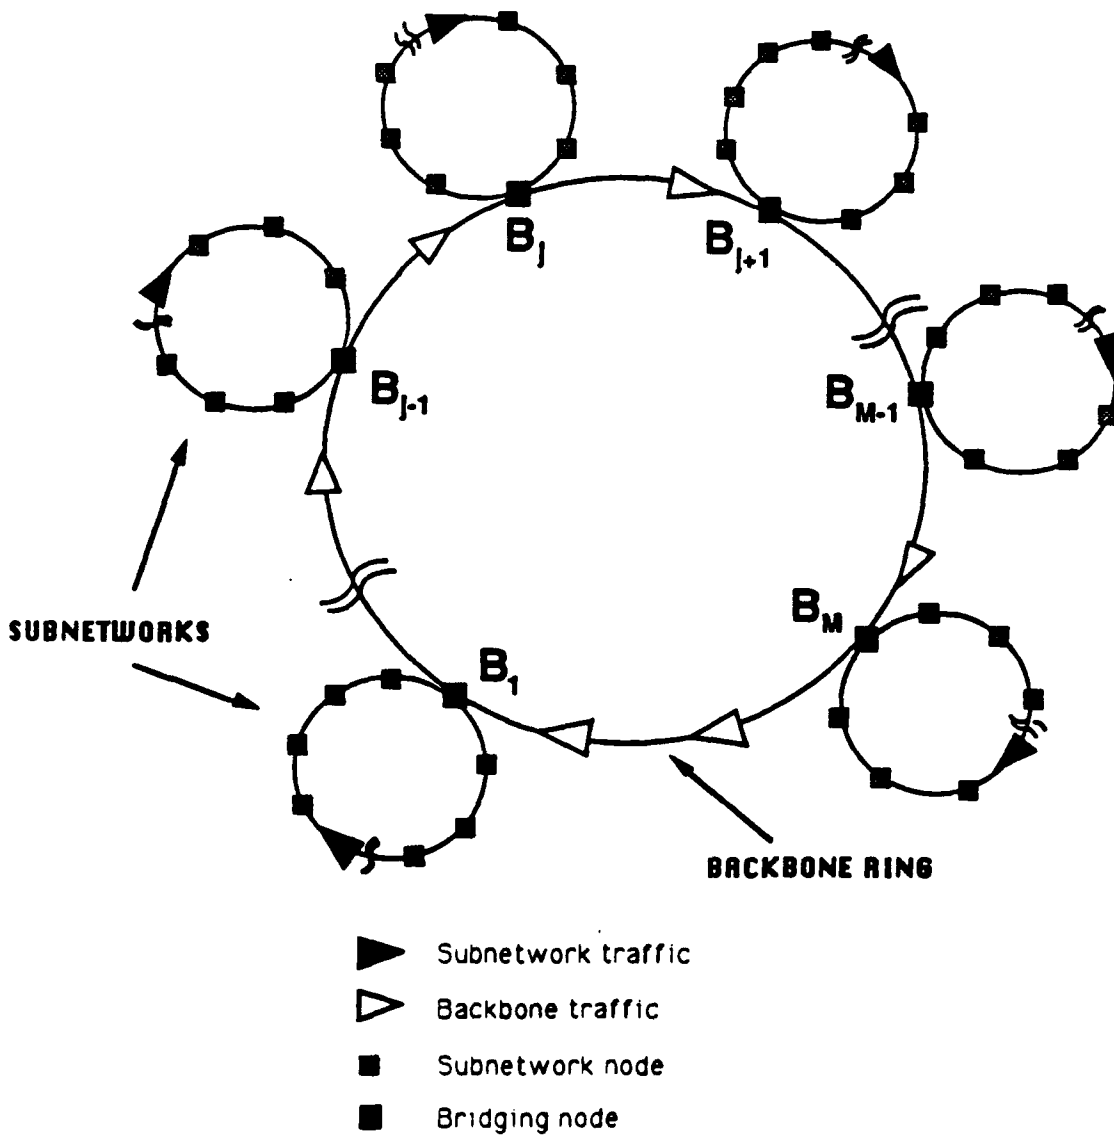 B_j
B_j+1
B_j-1
B_M-1
SUBNETWORKS
B_M
B_1
BACKBONE RING
Subnetwork traffic
Backbone traffic
Subnetwork node
Bridging node